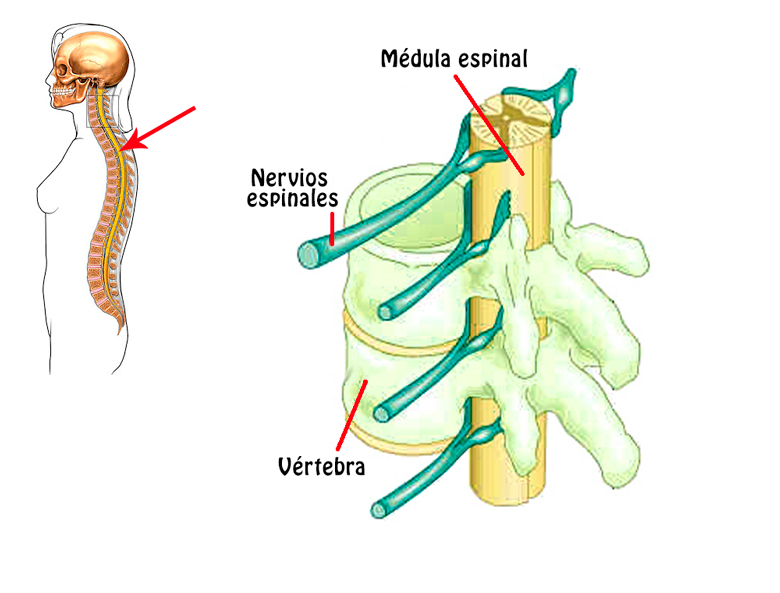 Médula espinal
Nervios
espinales
Vértebra